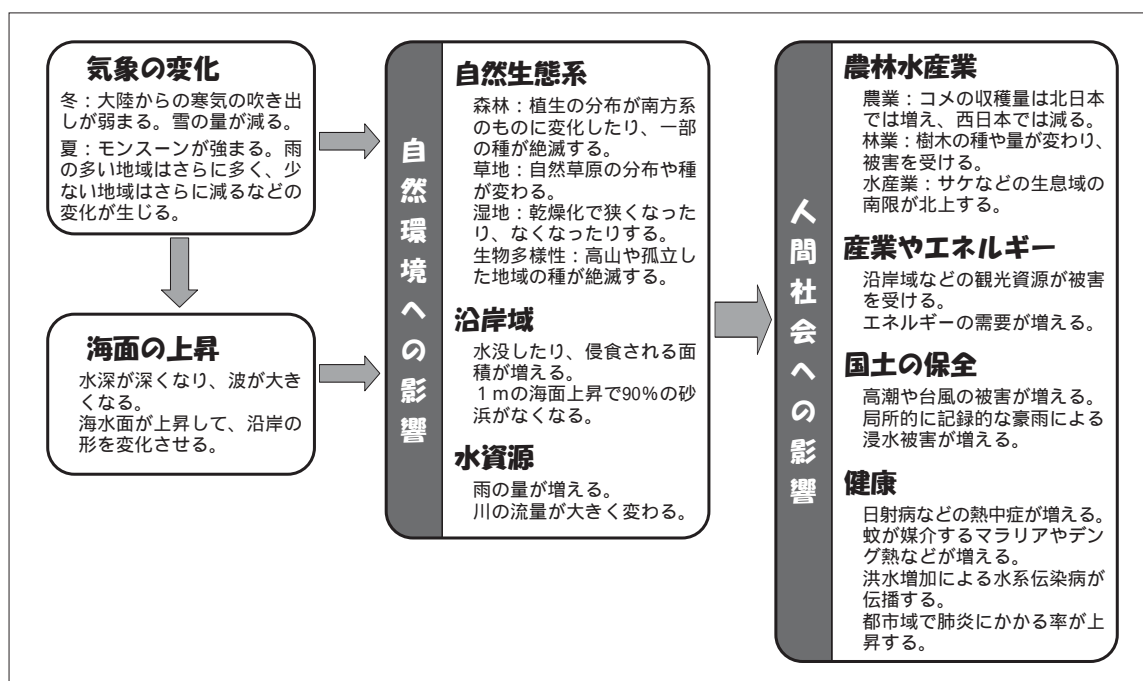 気象の変化
冬：大陸からの寒気の吹き出
しが弱まる。雪の量が減る。
夏：モンスーンが強まる。雨
の多い地域はさらに多く、少
ない地域はさらに減るなどの
変化が生じる。
海面の上昇
水深が深くなり、波が大き
くなる。
海水面が上昇して、沿岸の
形を変化させる。
自然環境への影響
自然生態系
森林：植生の分布が南方系
のものに変化したり、一部
の種が絶滅する。
草地：自然草原の分布や種
が変わる。
湿地：乾燥化で狭くなった
り、なくなったりする。
生物多様性：高山や孤立し
た地域の種が絶滅する。
沿岸域
水没したり、侵食される面
積が増える。
１ｍの海面上昇で90％の砂
浜がなくなる。
水資源
雨の量が増える。
川の流量が大きく変わる。
人間社会への影響
農林水産業
農業：コメの収穫量は北日本
では増え、西日本では減る。
林業：樹木の種や量が変わり、
被害を受ける。
水産業：サケなどの生息域の
南限が北上する。
産業やエネルギー
沿岸域などの観光資源が被害
を受ける。
エネルギーの需要が増える。
国土の保全
高潮や台風の被害が増える。
局所的に記録的な豪雨による
浸水被害が増える。
健康
日射病などの熱中症が増える。
蚊が媒介するマラリアやデン
グ熱などが増える。
洪水増加による水系伝染病が
伝播する。
都市域で肺炎にかかる率が上
昇する。